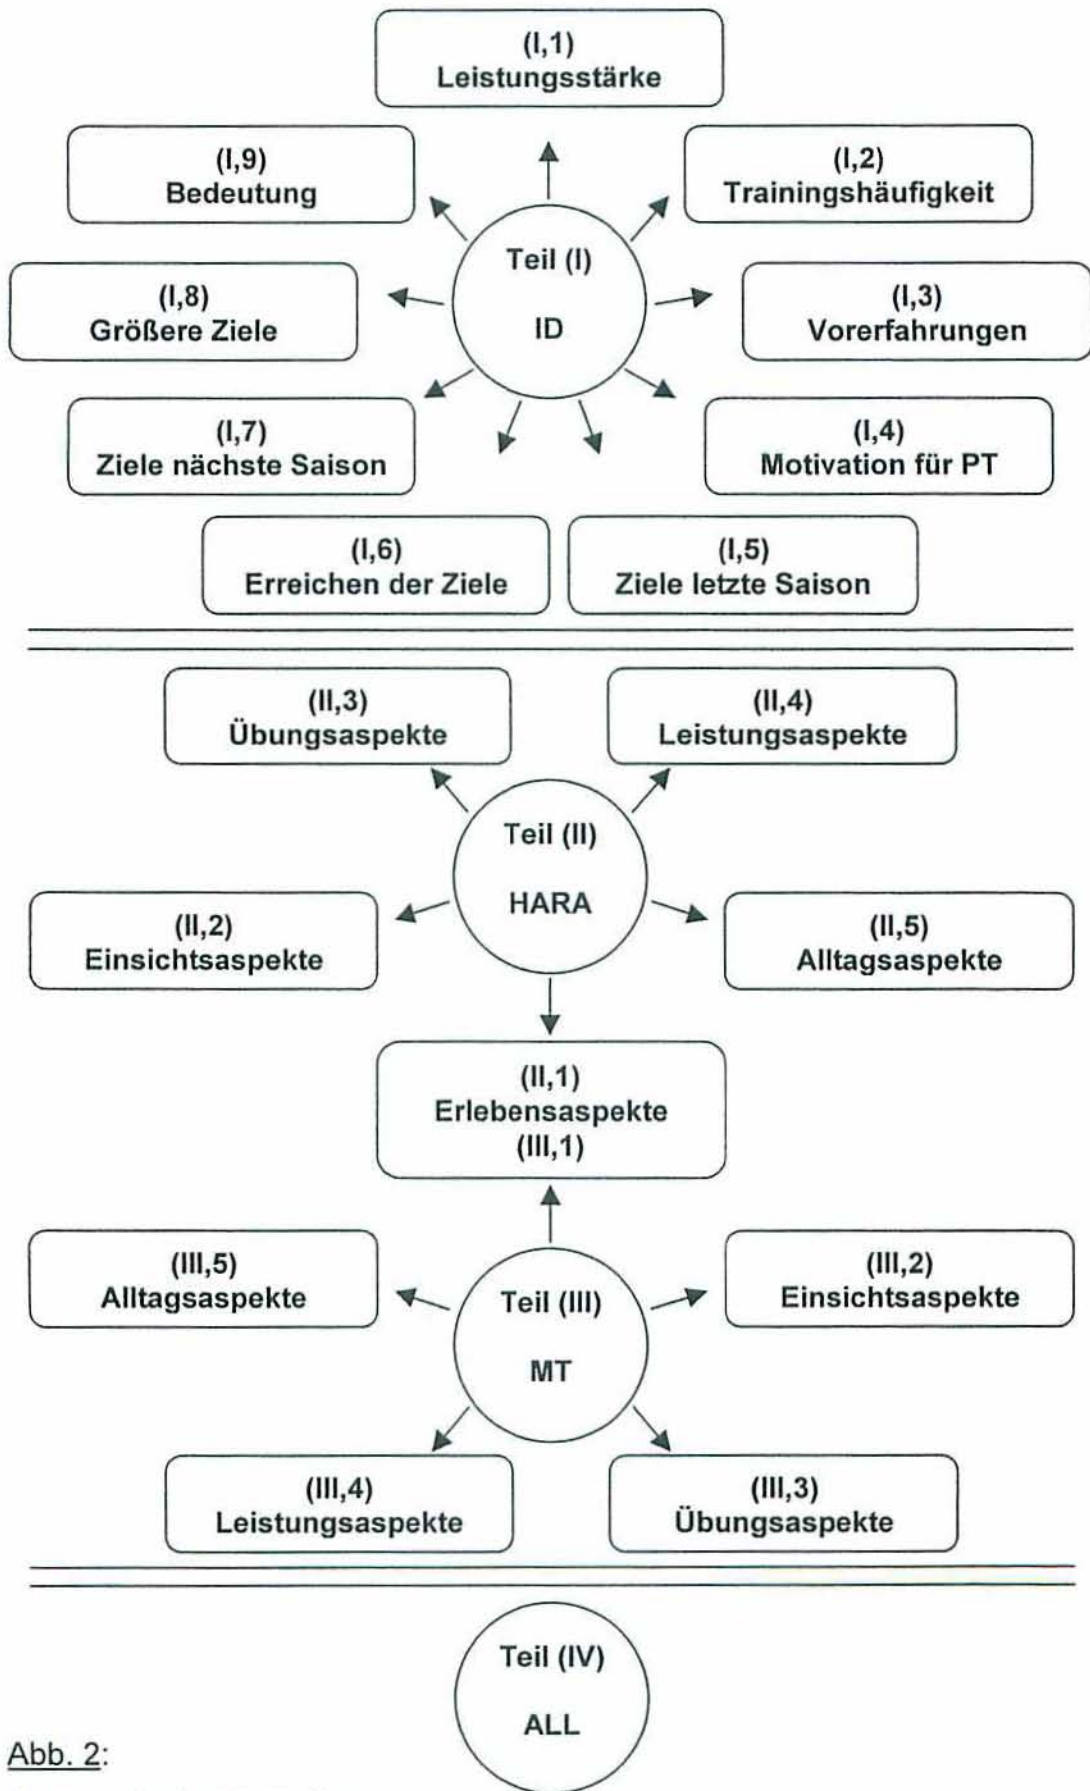 (I,1)
Leistungsstärke
(I,9)
Bedeutung
(I,2)
Trainingshäufigkeit
Teil (I)
ID
(I,8)
Größere Ziele
(I,3)
Vorerfahrungen
(I,7)
Ziele nächste Saison
(I,4)
Motivation für PT
(I,6)
Erreichen der Ziele
(I,5)
Ziele letzte Saison
(II,3)
Übungsaspekte
(II,4)
Leistungsaspekte
Teil (II)
HARA
(II,2)
Einsichtsaspekte
(II,5)
Alltagsaspekte
(II,1)
Erlebensaspekte
(III,1)
(III,5)
Alltagsaspekte
(III,2)
Einsichtsaspekte
Teil (III)
MT
(III,4)
Leistungsaspekte
(III,3)
Übungsaspekte
Teil (IV)
ALL
Abb. 2: